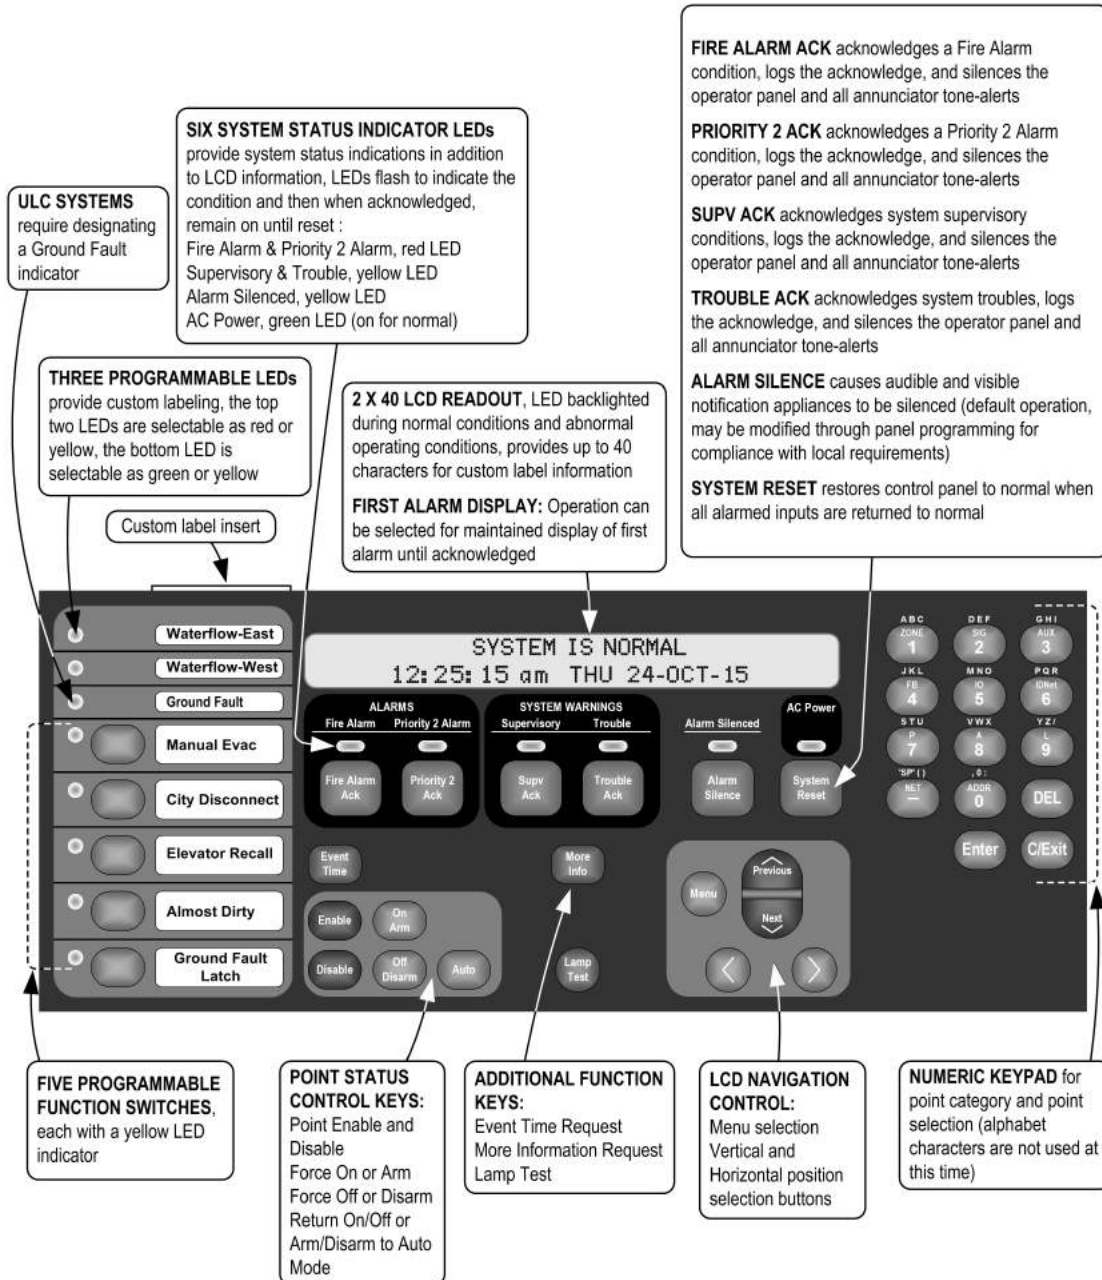 FIRE ALARM ACK acknowledges a Fire Alarm
condition, logs the acknowledge, and silences the
operator panel and all annunciator tone-alerts
PRIORITY 2 ACK acknowledges a Priority 2 Alarm
condition, logs the acknowledge, and silences the
operator panel and all annunciator tone-alerts
SUPV ACK acknowledges system supervisory
conditions, logs the acknowledge, and silences the
operator panel and all annunciator tone-alerts
TROUBLE ACK acknowledges system troubles, logs
the acknowledge, and silences the operator panel and
all annunciator tone-alerts
ALARM SILENCE causes audible and visible
notification appliances to be silenced (default operation,
may be modified through panel programming for
compliance with local requirements)
SYSTEM RESET restores control panel to normal when
all alarmed inputs are returned to normal
SIX SYSTEM STATUS INDICATOR LEDs
provide system status indications in addition
to LCD information, LEDs flash to indicate the
condition and then when acknowledged,
remain on until reset :
Fire Alarm & Priority 2 Alarm, red LED
Supervisory & Trouble, yellow LED
Alarm Silenced, yellow LED
AC Power, green LED (on for normal)
ULC SYSTEMS
require designating
a Ground Fault
indicator
THREE PROGRAMMABLE LEDs
provide custom labeling, the top
two LEDs are selectable as red or
yellow, the bottom LED is
selectable as green or yellow
2 X 40 LCD READOUT, LED backlighted
during normal conditions and abnormal
operating conditions, provides up to 40
characters for custom label information
FIRST ALARM DISPLAY: Operation can
be selected for maintained display of first
alarm until acknowledged
Custom label insert
Waterflow-East
Waterflow-West
Ground Fault
Manual Evac
City Disconnect
Elevator Recall
Almost Dirty
Ground Fault
Latch
SYSTEM IS NORMAL
12:25:15 am THU 24-OCT-15
ALARMS
Fire Alarm
Priority 2 Alarm
SYSTEM WARNINGS
Supervisory
Trouble
Alarm Silenced
AC Power
Fire Alarm
Ack
Priority 2
Ack
Supv
Ack
Trouble
Ack
Alarm
Silence
System
Reset
Event
Time
More
Info
Enable
On
Arm
Disable
Off
Disarm
Auto
Lamp
Test
Menu
Previous
Next
ABC
DEF
GHI
ZONE
1
SIG
2
AUX
3
JKL
MNO
PQR
FB
4
IO
5
IDNet
6
STU
VWX
YZ/
P
7
A
8
L
9
'SP' ( )
, 0 :
NET
–
ADDR
0
DEL
Enter
C/Exit
FIVE PROGRAMMABLE
FUNCTION SWITCHES,
each with a yellow LED
indicator
POINT STATUS
CONTROL KEYS:
Point Enable and
Disable
Force On or Arm
Force Off or Disarm
Return On/Off or
Arm/Disarm to Auto
Mode
ADDITIONAL FUNCTION
KEYS:
Event Time Request
More Information Request
Lamp Test
LCD NAVIGATION
CONTROL:
Menu selection
Vertical and
Horizontal position
selection buttons
NUMERIC KEYPAD for
point category and point
selection (alphabet
characters are not used at
this time)